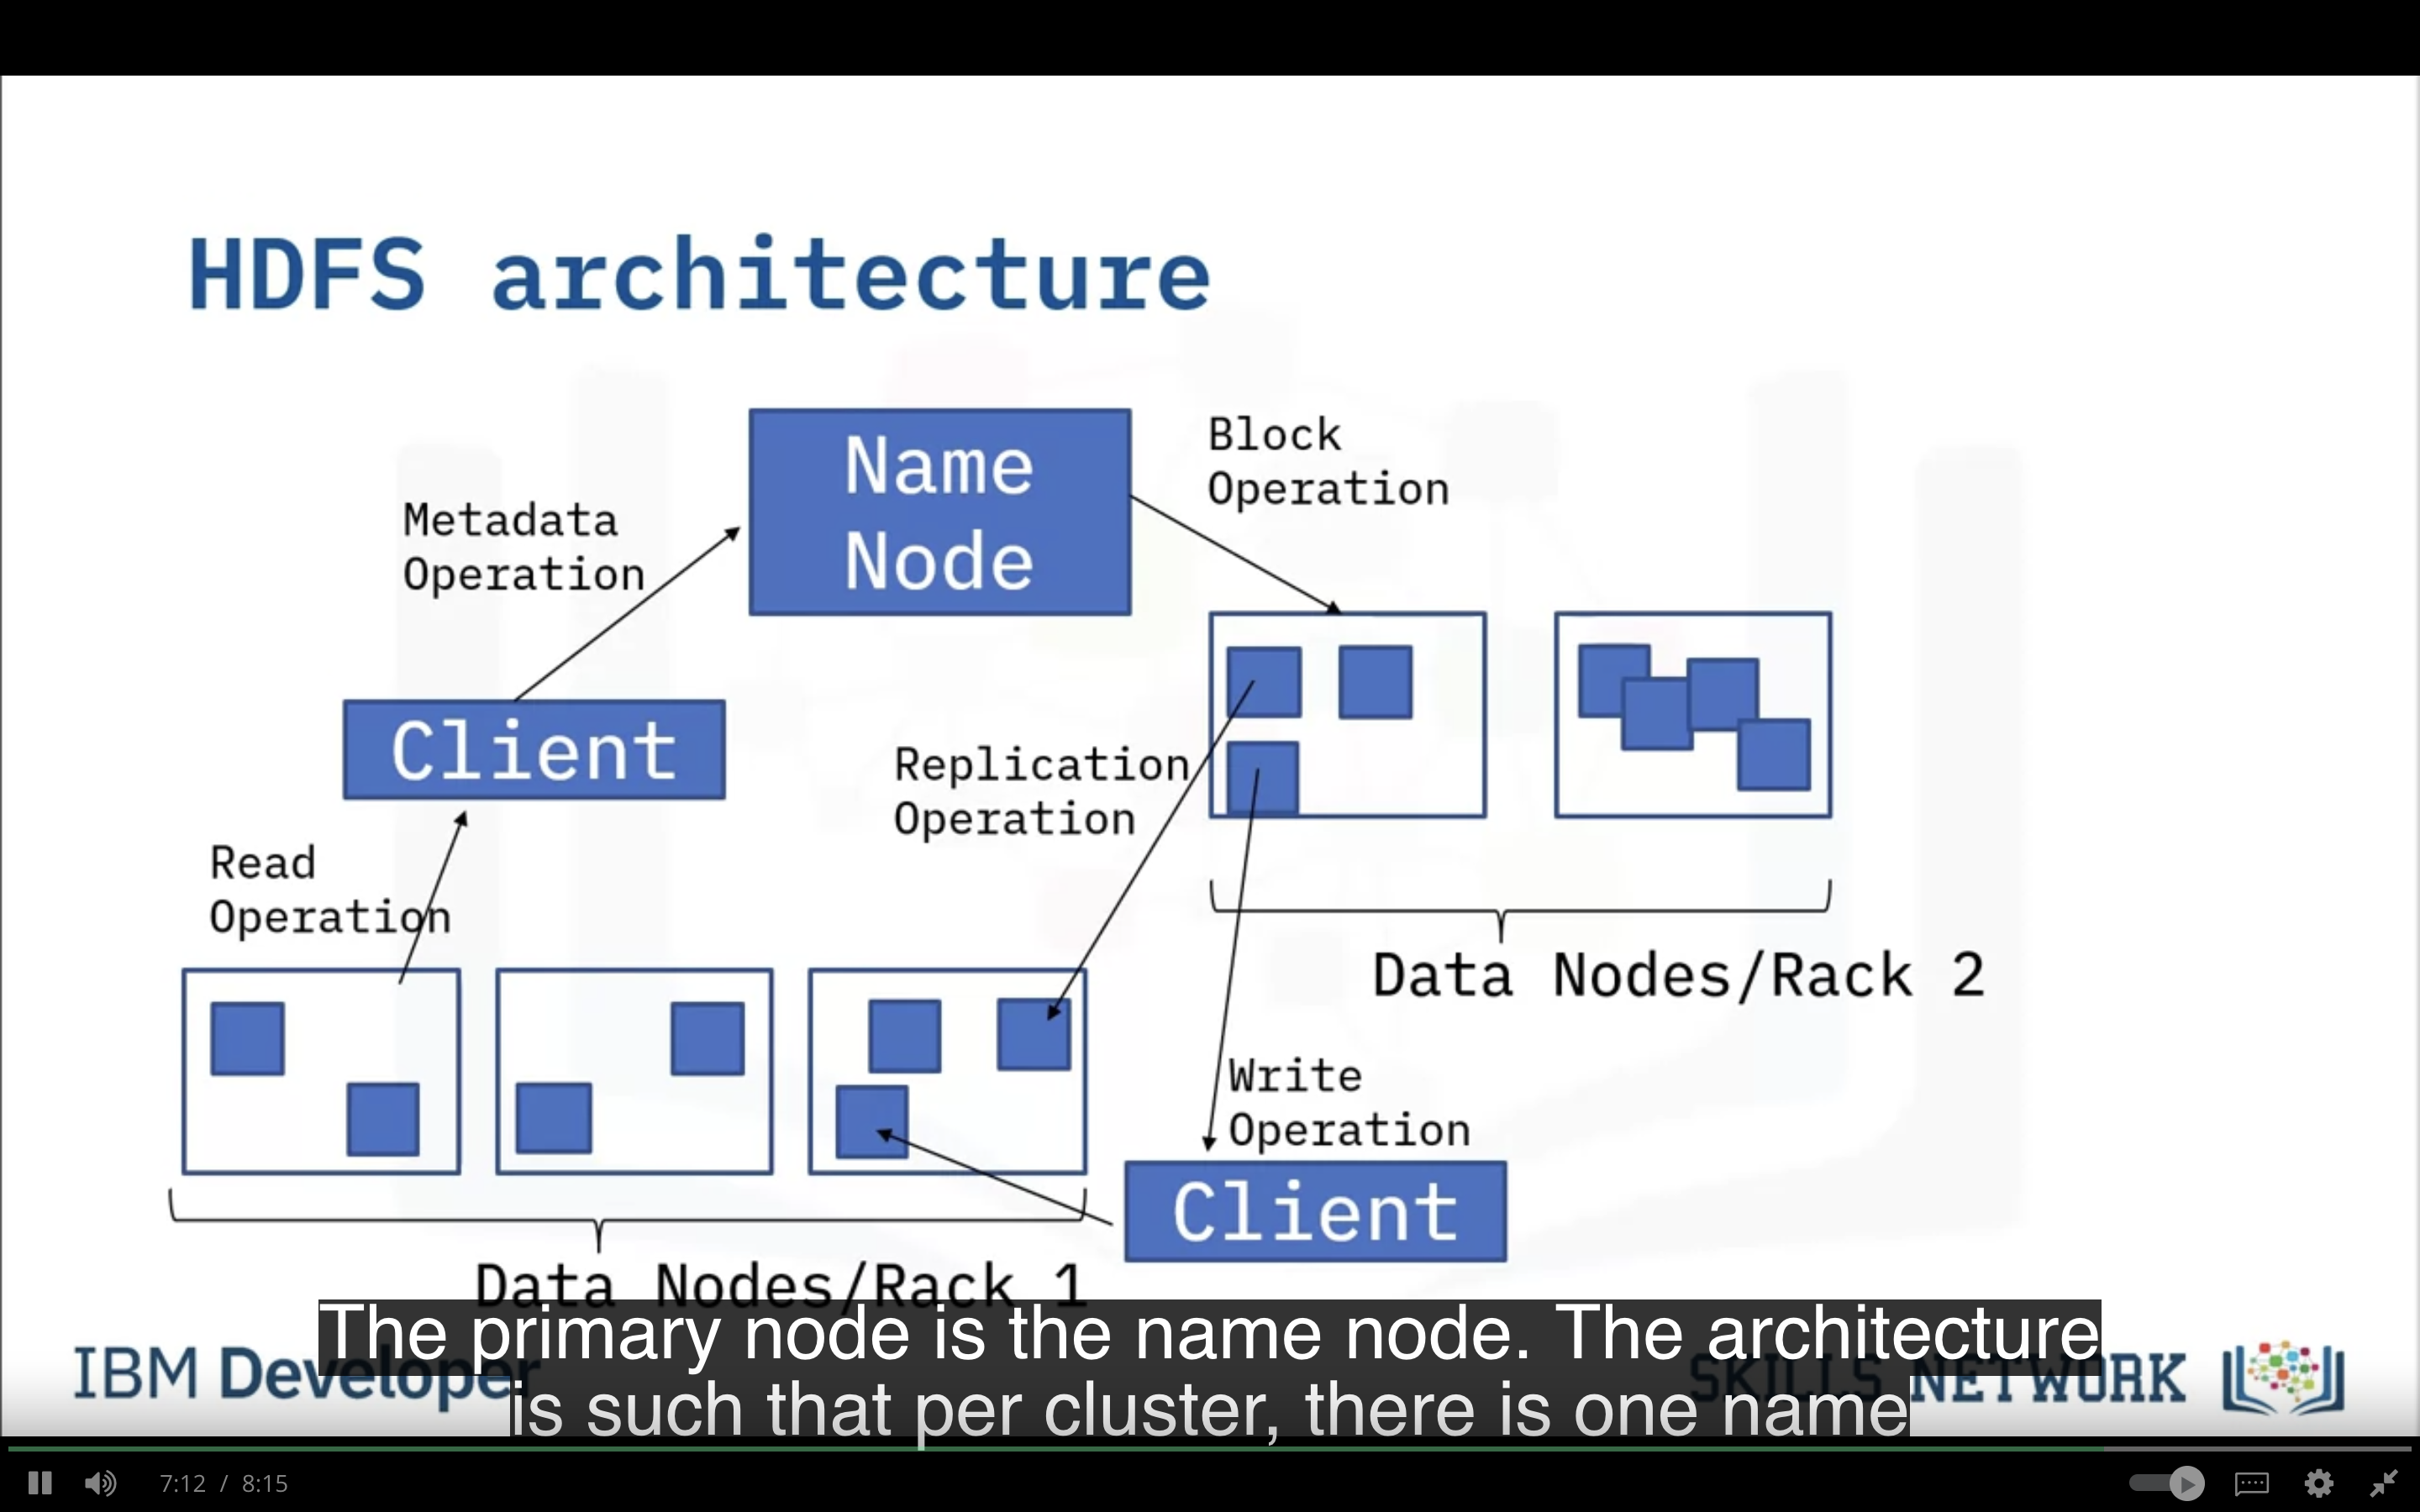 HDFS architecture
Name
Node
Block
Operation
Metadata
Operation
Client
Replication
Operation
Read
Operation
Data Nodes/Rack 2
Write
Operation
Client
Data Nodes/Rack 1
The primary node is the name node. The architecture
is such that per cluster, there is one name
IBM Developer
SKILLS NETWORK
7:12 / 8:15